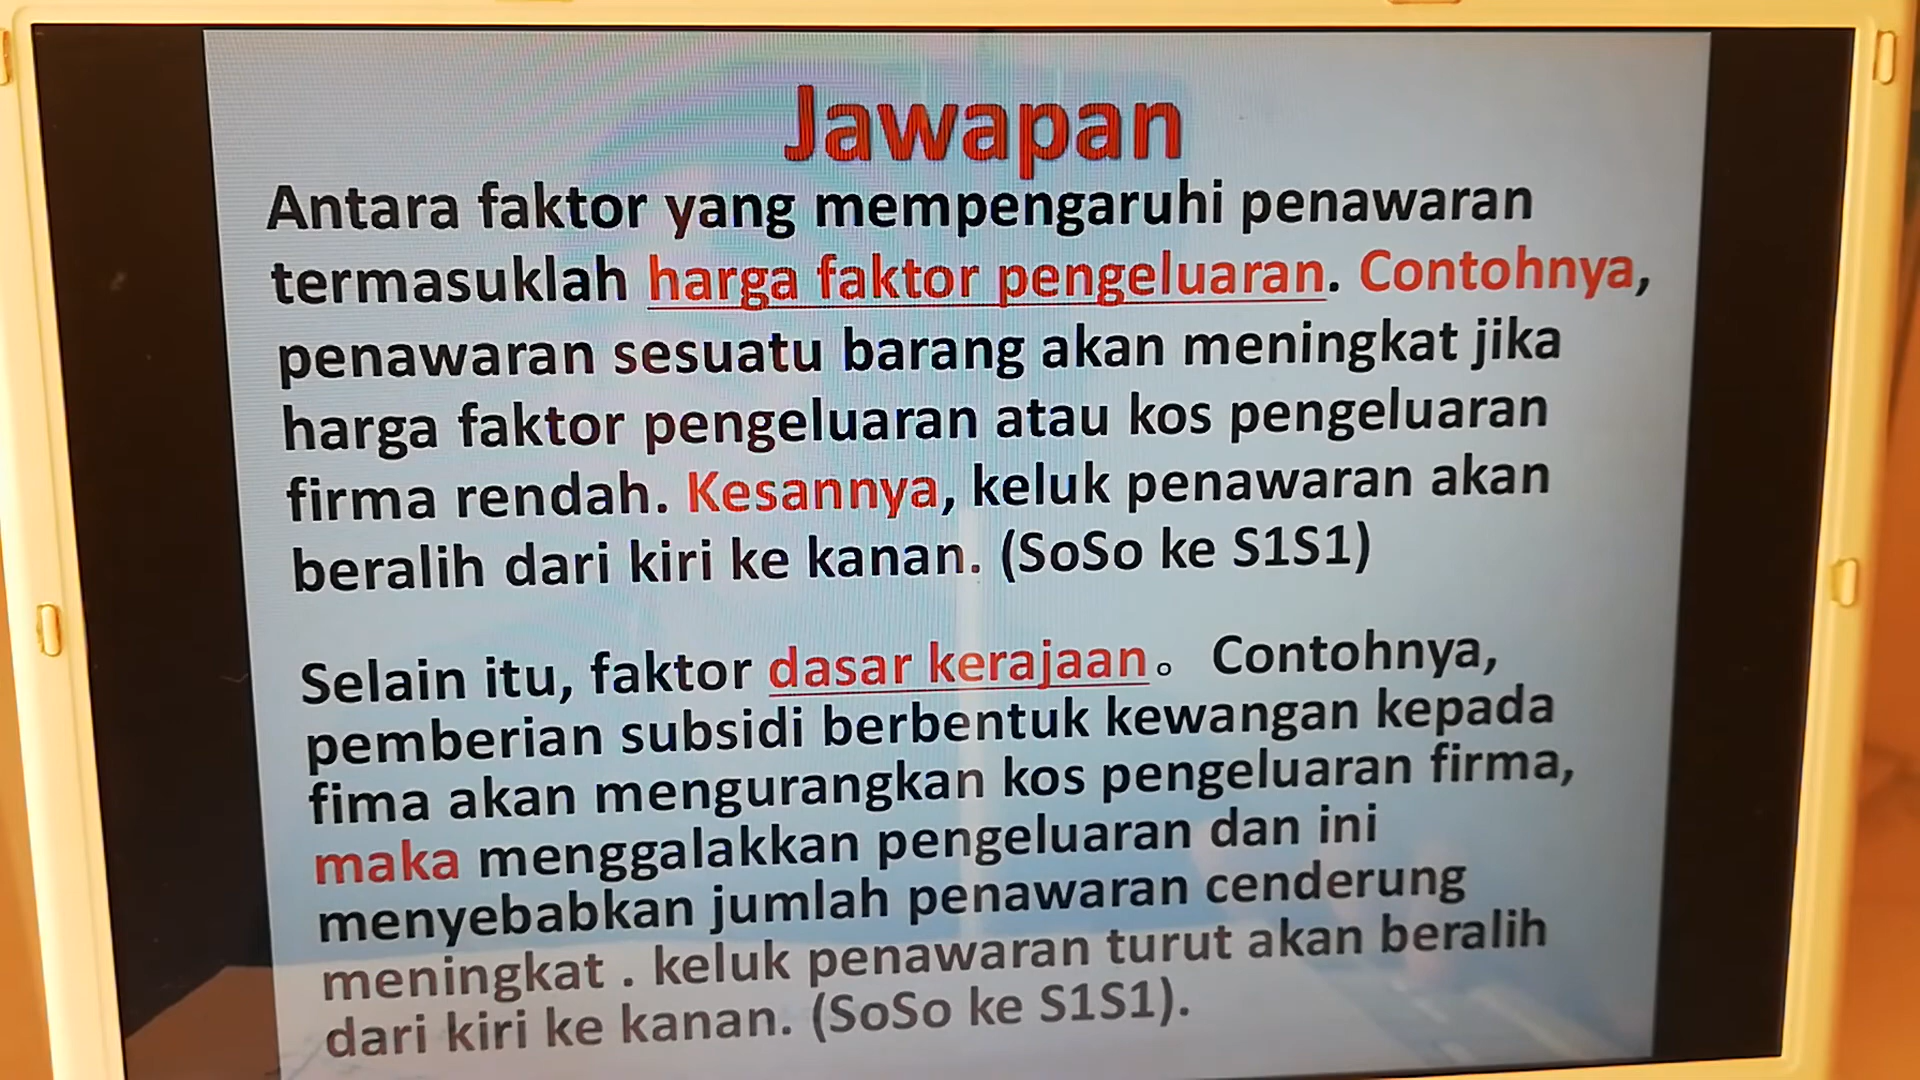 Jawapan
Antara faktor yang mempengaruhi penawaran
termasuklah harga faktor pengeluaran. Contohnya,
penawaran sesuatu barang akan meningkat jika
harga faktor pengeluaran atau kos pengeluaran
firma rendah. Kesannya, keluk penawaran akan
beralih dari kiri ke kanan. (SoSo ke S1S1)
Selain itu, faktor dasar kerajaan。 Contohnya,
pemberian subsidi berbentuk kewangan kepada
fima akan mengurangkan kos pengeluaran firma,
maka menggalakkan pengeluaran dan ini
menyebabkan jumlah penawaran cenderung
meningkat . keluk penawaran turut akan beralih
dari kiri ke kanan. (SoSo ke S1S1).